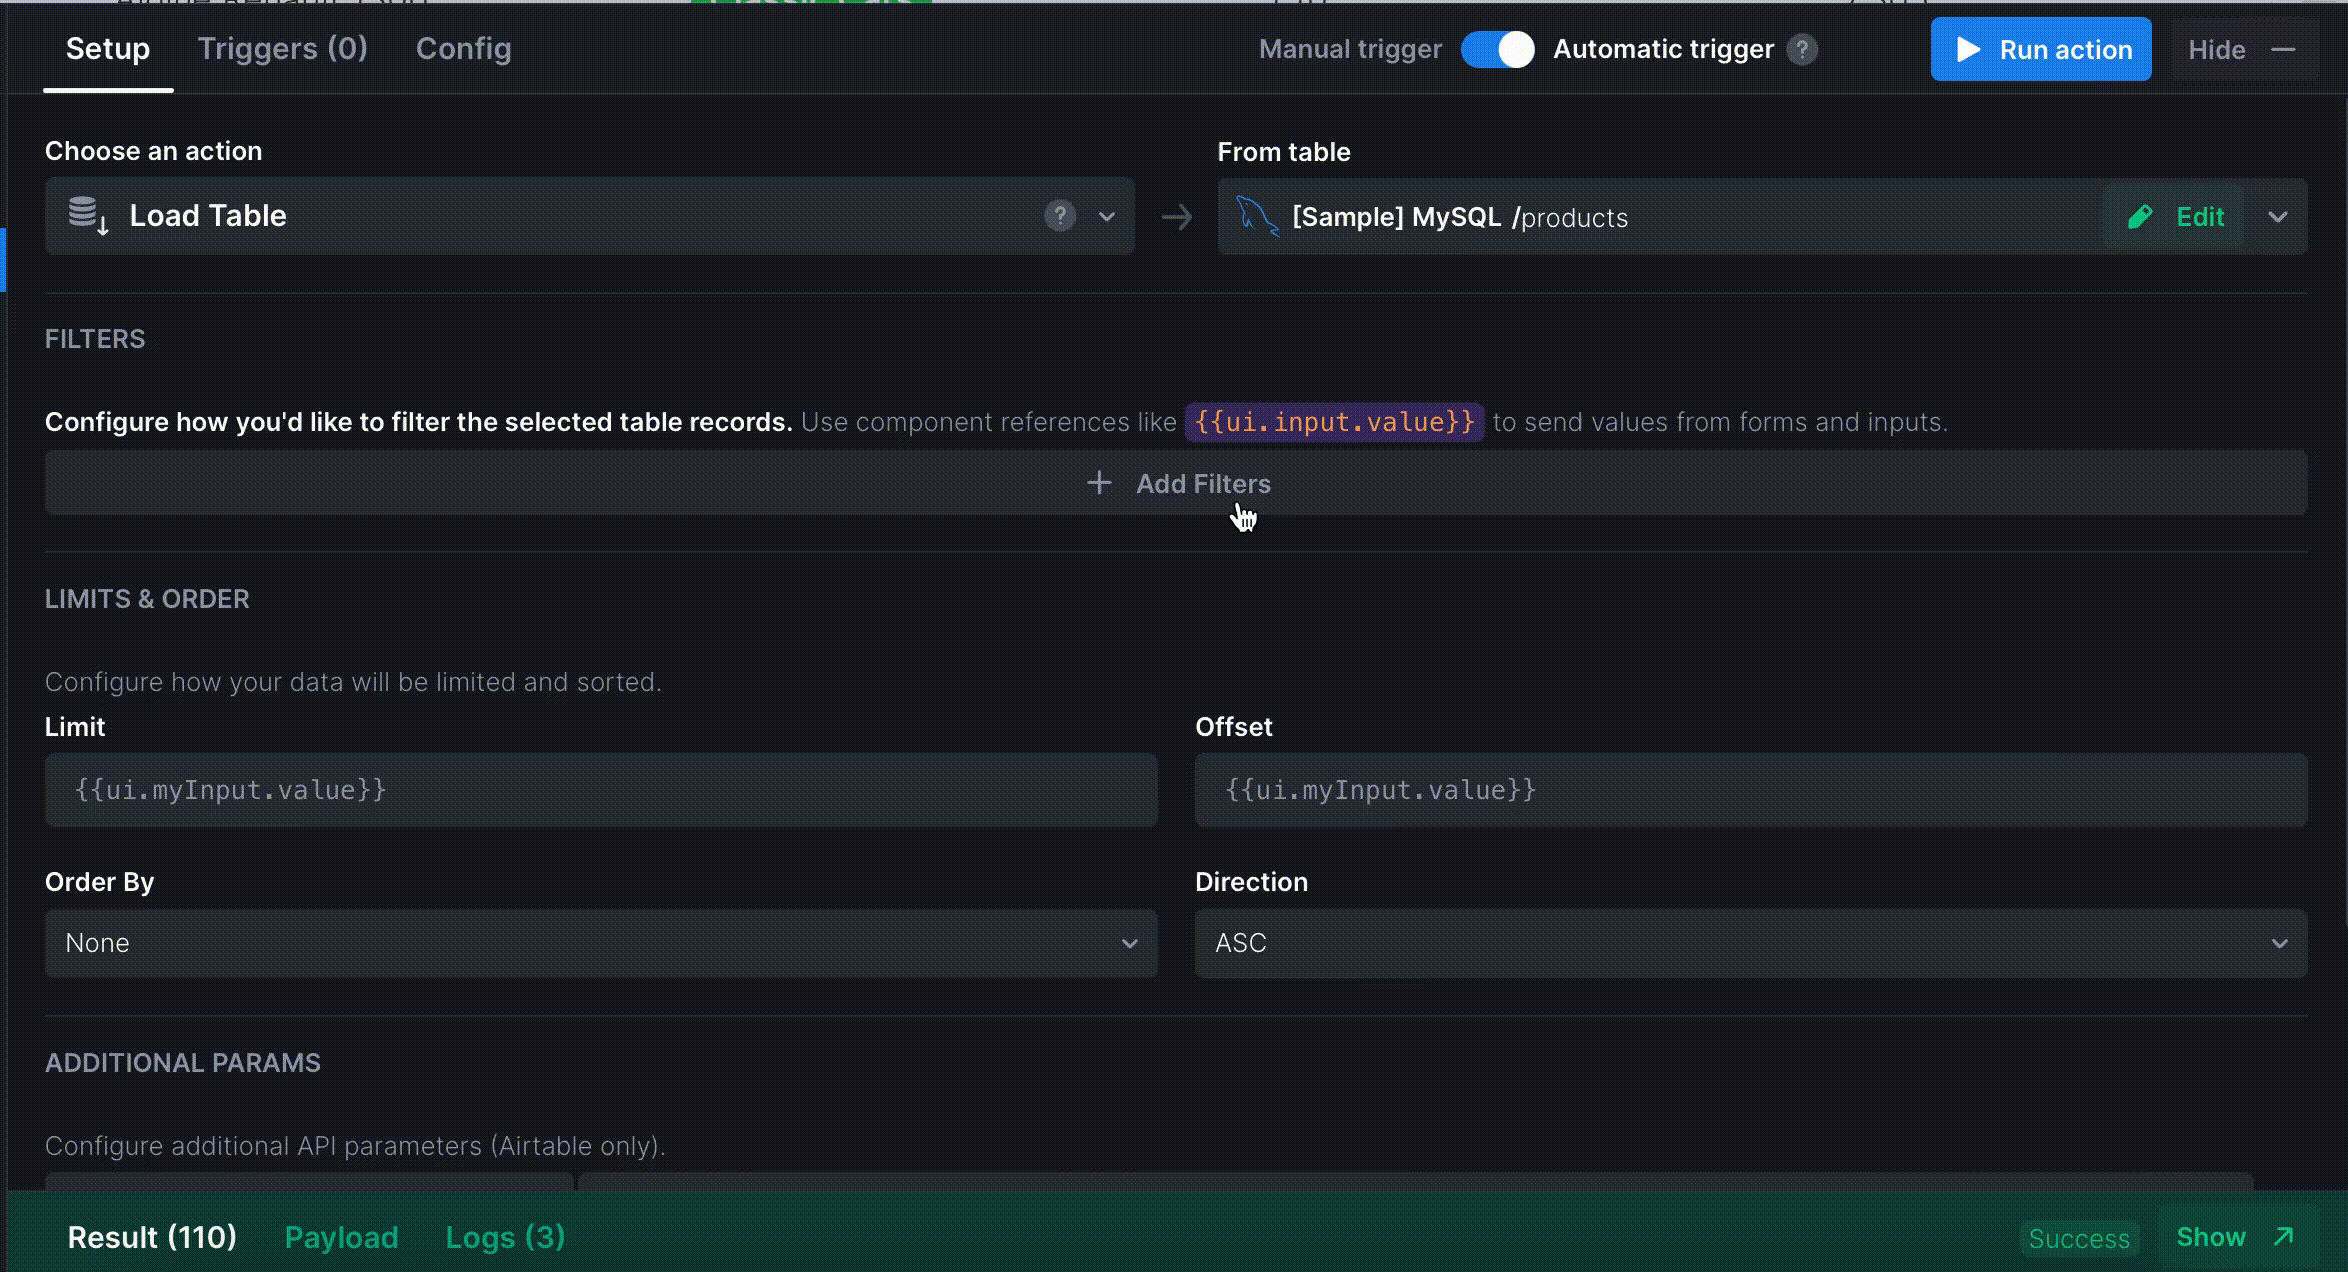 Setup Triggers (0) Config Manual trigger Automatic trigger ? Run action Hide
Choose an action From table
Load Table ? [Sample] MySQL /products Edit
FILTERS
Configure how you'd like to filter the selected table records. Use component references like {{ui.input.value}} to send values from forms and inputs.
+ Add Filters
LIMITS & ORDER
Configure how your data will be limited and sorted.
Limit Offset
{{ui.myInput.value}} {{ui.myInput.value}}
Order By Direction
None ASC
ADDITIONAL PARAMS
Configure additional API parameters (Airtable only).
Result (110) Payload Logs (3) Success Show